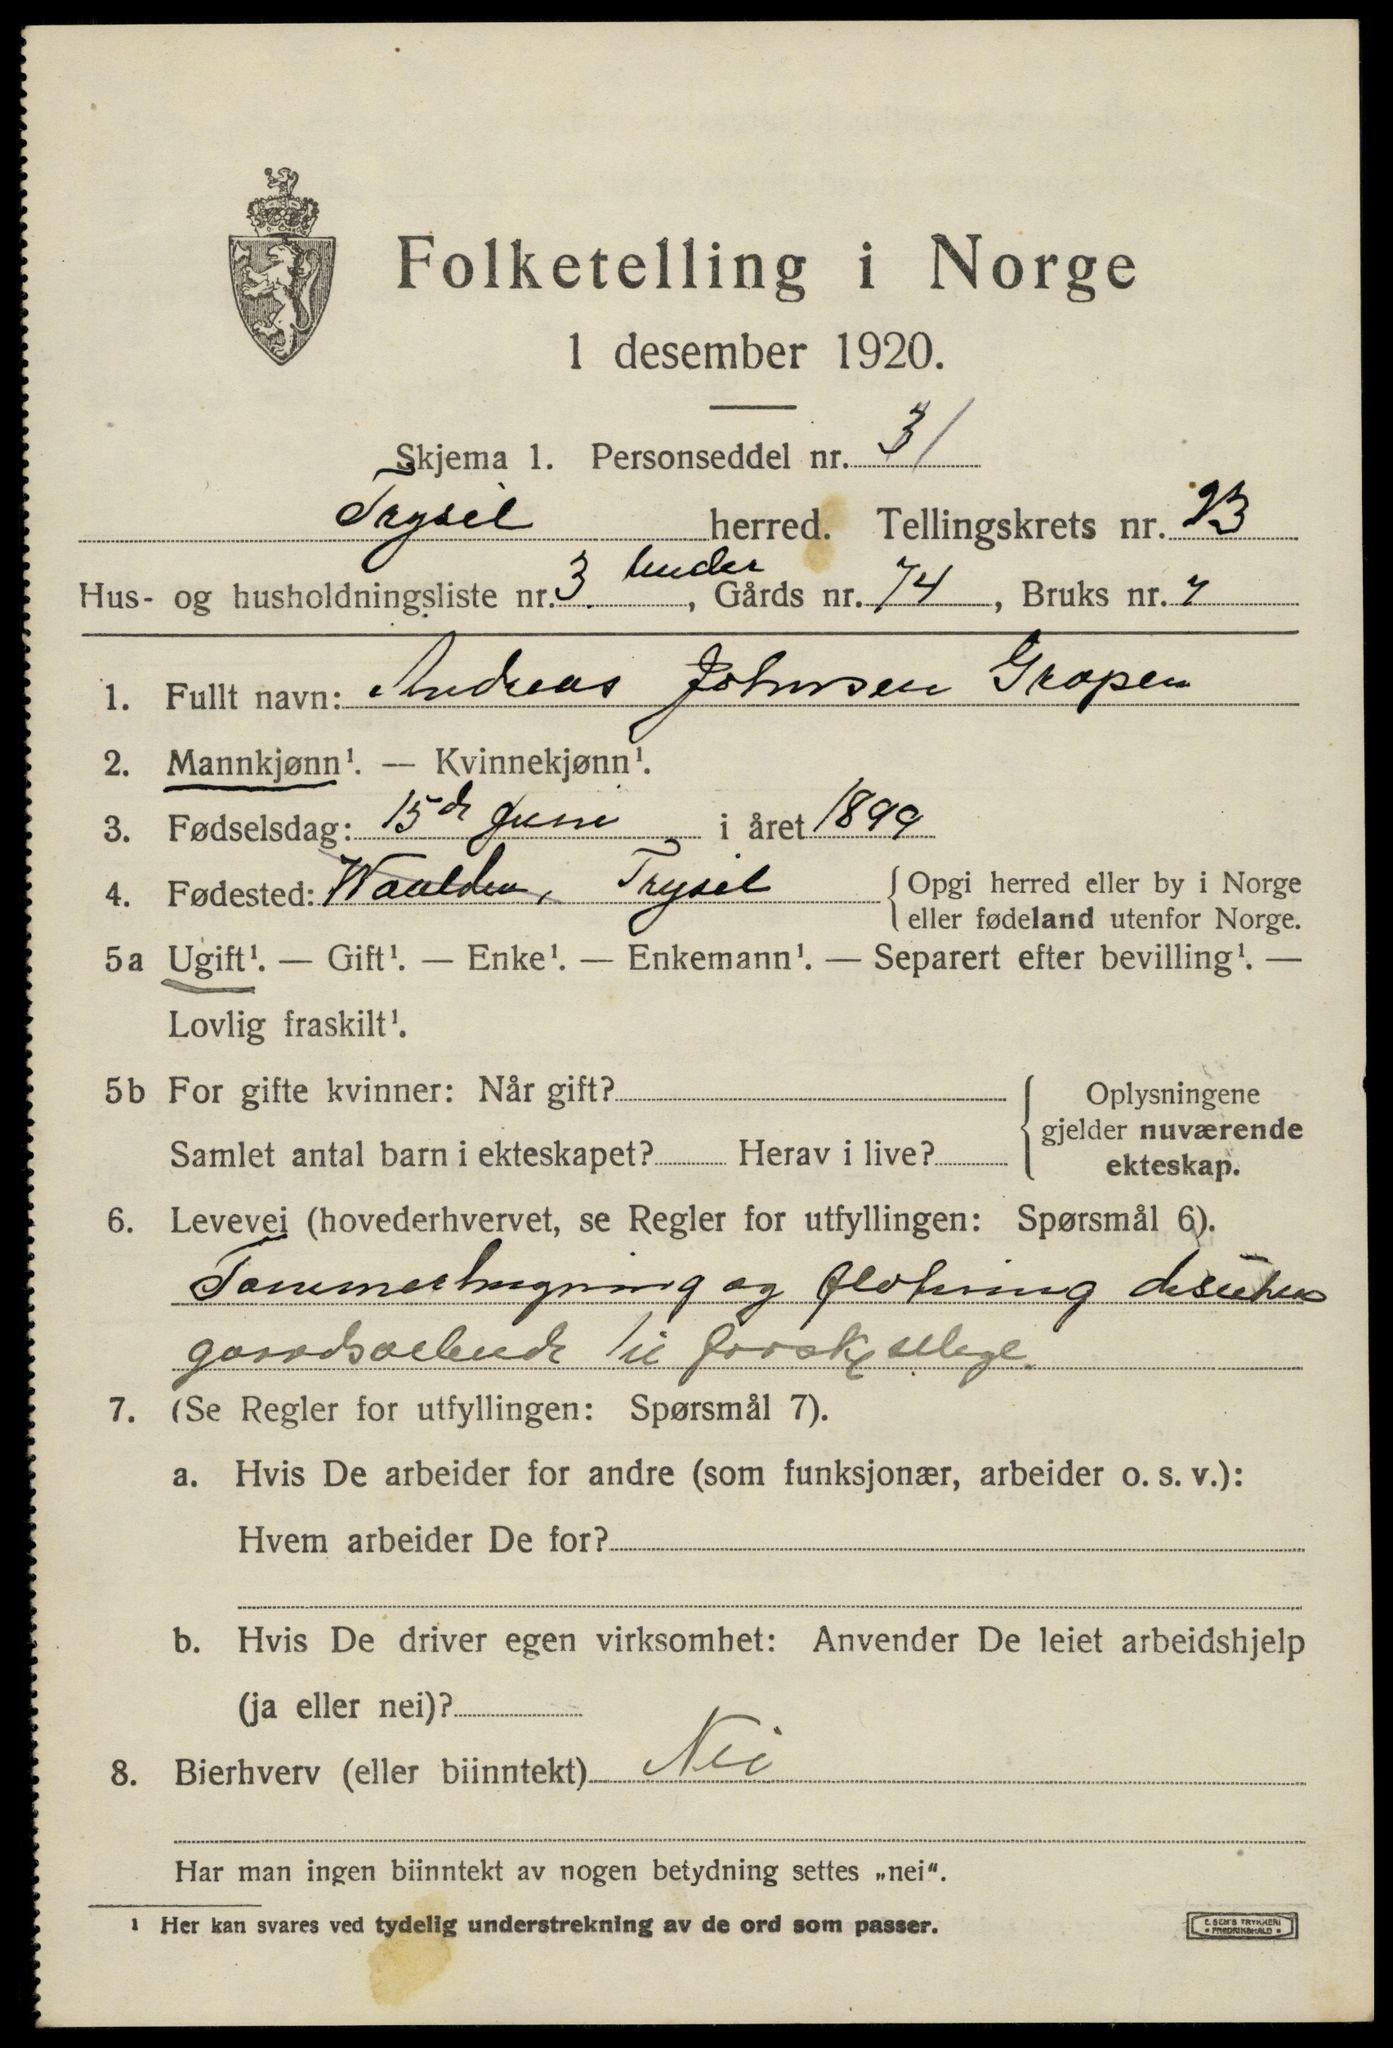 Folketelling i Norge
1 desember 1920.
Skjema 1. Personseddel nr. 3
Trysil herred. Tellingskrets nr. 23
Hus- og husholdningsliste nr. 3 under, Gårds nr. 74, Bruks nr. 7
1. Fullt navn: Andreas Johnsen Gropen
2. Mannkjønn¹. — Kvinnekjønn¹.
3. Fødselsdag: 15de Juni i året 1899
4. Fødested: Trysil {Opgi herred eller by i Norge
eller fødeland utenfor Norge.
5a Ugift¹. — Gift¹. — Enke¹. — Enkemann¹. — Separert efter bevilling¹. —
Lovlig fraskilt¹.
5b For gifte kvinner: Når gift? { Oplysningene
gjelder nuværende
Samlet antal barn i ekteskapet? Herav i live? ekteskap.
6. Levevei (hovederhvervet, se Regler for utfyllingen: Spørsmål 6).
Tømmerhugning og fløtning desuten
7. (Se Regler for utfyllingen: Spørsmål 7).
a. Hvis De arbeider for andre (som funksjonær, arbeider o. s. v.):
Hvem arbeider De for?
b. Hvis De driver egen virksomhet: Anvender De leiet arbeidshjelp
(ja eller nei)?
8. Bierhverv (eller biinntekt) Nei
Har man ingen biinntekt av nogen betydning settes „nei".
¹ Her kan svares ved tydelig understrekning av de ord som passer.
E. SEM'S TRYKKERI
FREDRIKSHALD